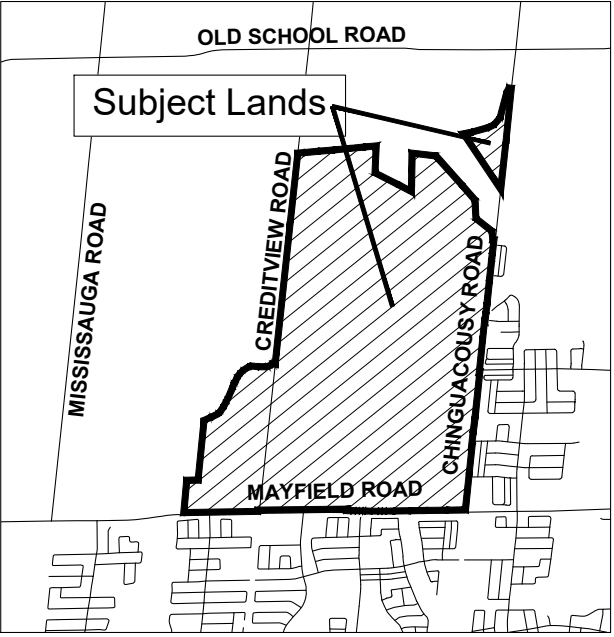 OLD SCHOOL ROAD
Subject Lands
CREDITVIEW ROAD
MISSISSAUGA ROAD
CHINGUACOUSY ROAD
MAYFIELD ROAD